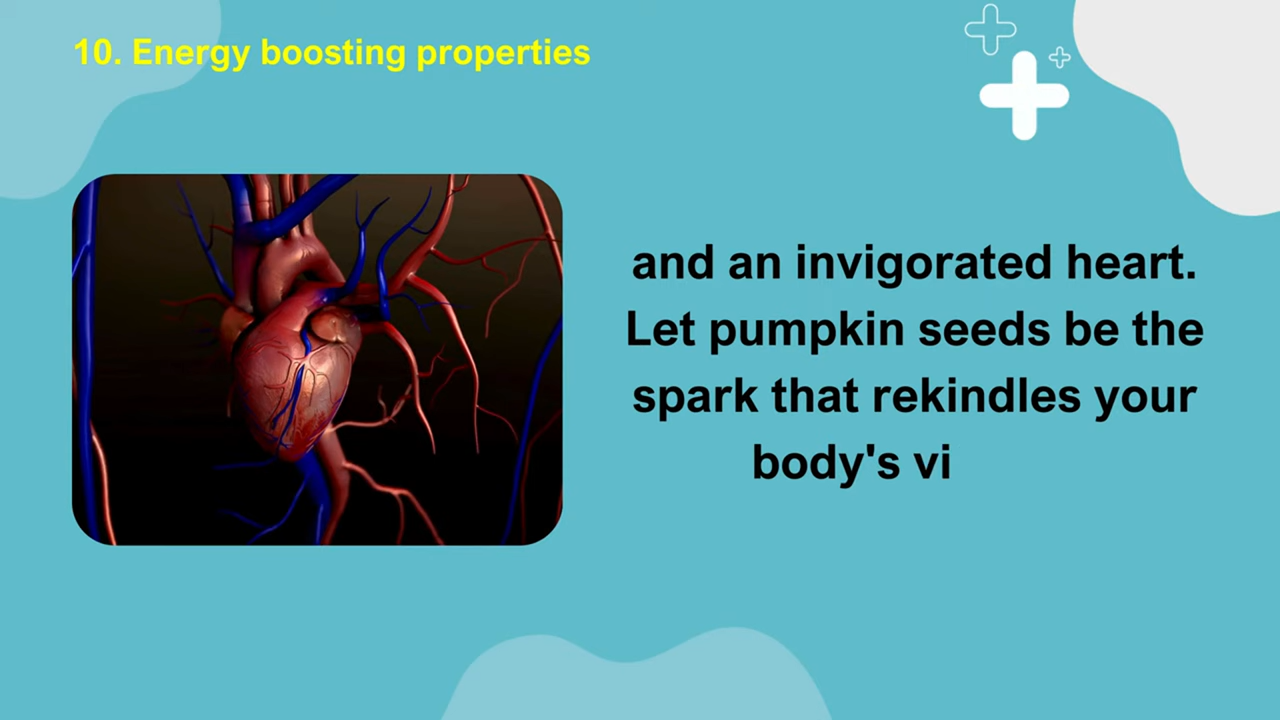 10. Energy boosting properties
and an invigorated heart.
Let pumpkin seeds be the
spark that rekindles your
body's vi